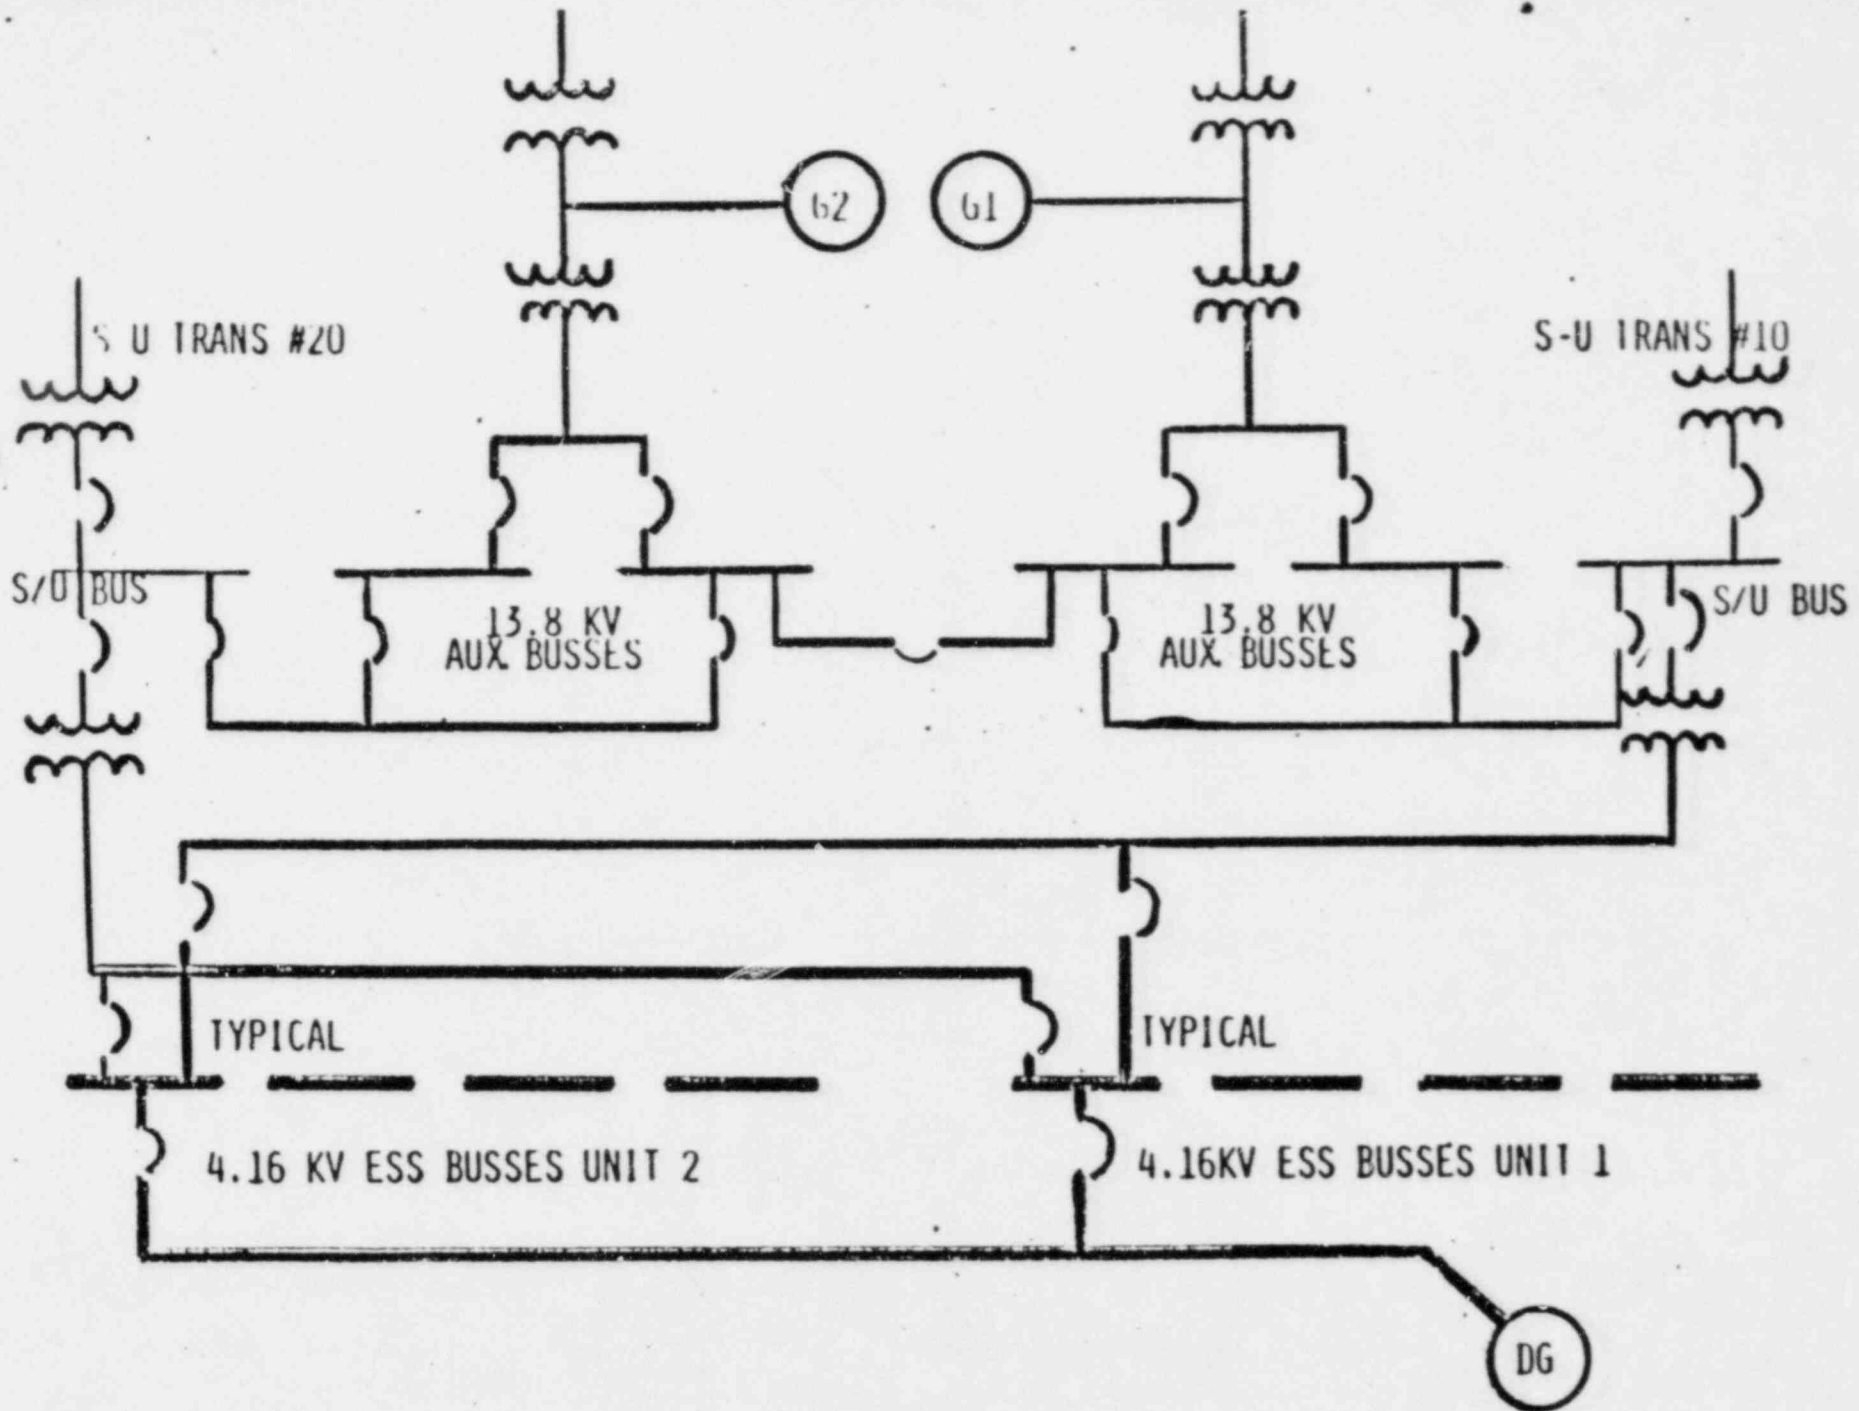 G2
G1
S U TRANS #20
S-U TRANS #10
S/U BUS
13.8 KV
AUX. BUSSES
13.8 KV
AUX. BUSSES
S/U BUS
TYPICAL
TYPICAL
4.16 KV ESS BUSSES UNIT 2
4.16KV ESS BUSSES UNIT 1
DG